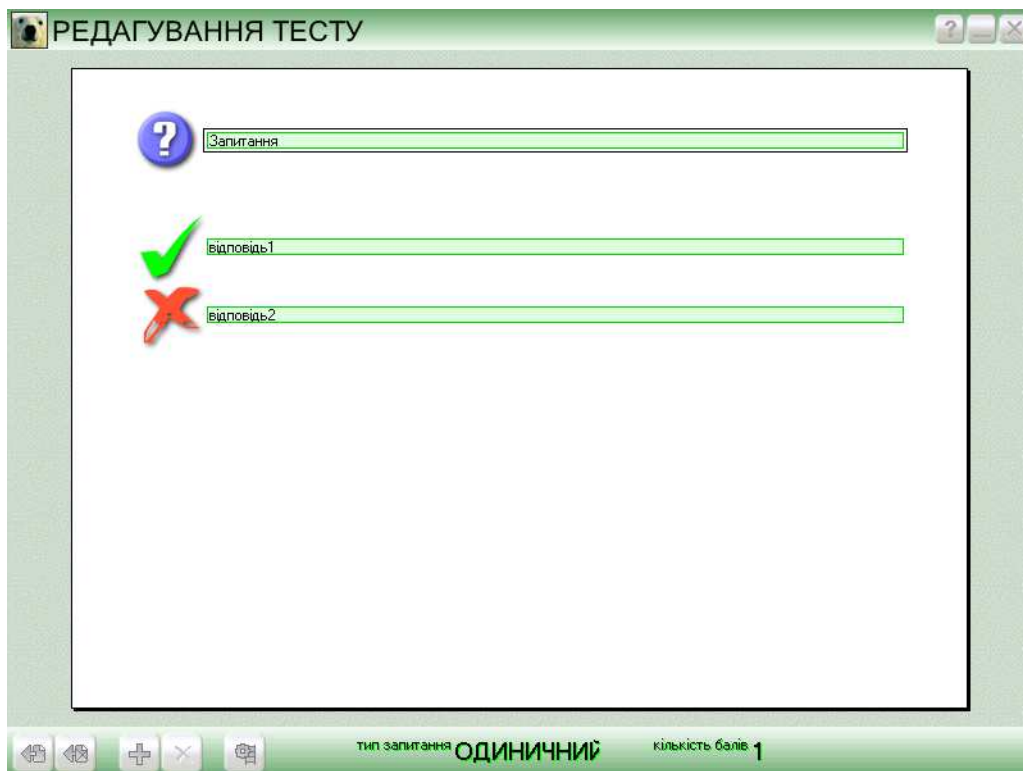 РЕДАГУВАННЯ ТЕСТУ
Запитання
відповідь1
відповідь2
тип запитання ОДИНИЧНИЙ кількість балів 1